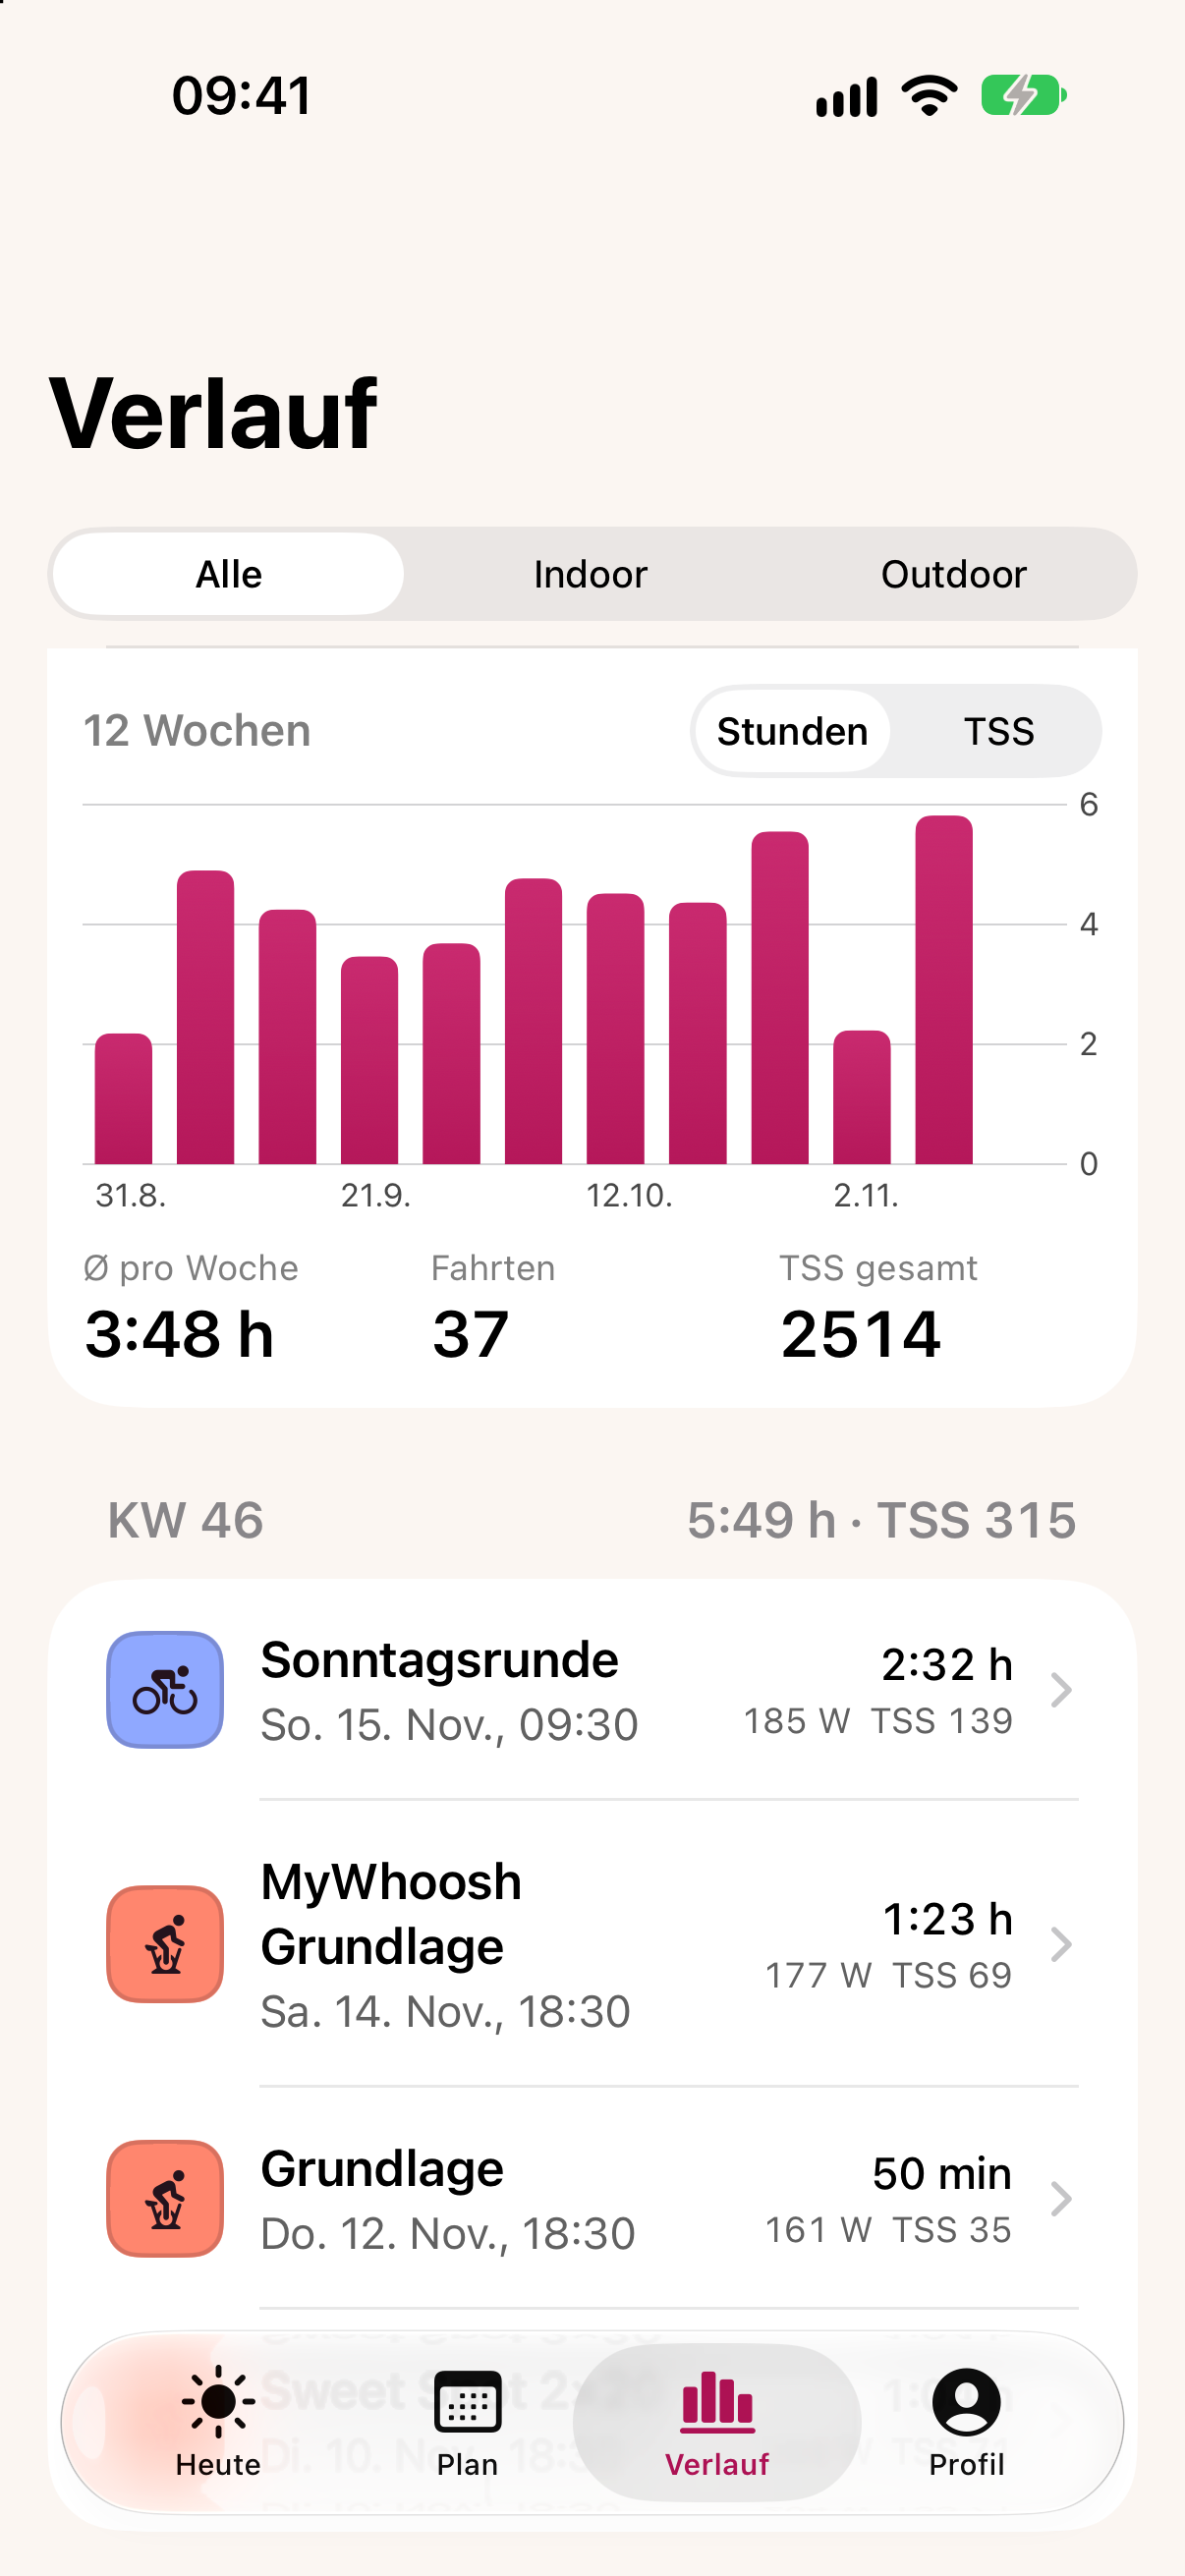 09:41
Verlauf
Alle Indoor Outdoor
12 Wochen Stunden TSS
6
4
2
0
31.8. 21.9. 12.10. 2.11.
Ø pro Woche Fahrten TSS gesamt
3:48 h 37 2514
KW 46 5:49 h · TSS 315
Sonntagsrunde 2:32 h
So. 15. Nov., 09:30 185 W TSS 139
MyWhoosh
Grundlage 1:23 h
Sa. 14. Nov., 18:30 177 W TSS 69
Grundlage 50 min
Do. 12. Nov., 18:30 161 W TSS 35
Sweet
Di. 10.
Heute Plan Verlauf Profil